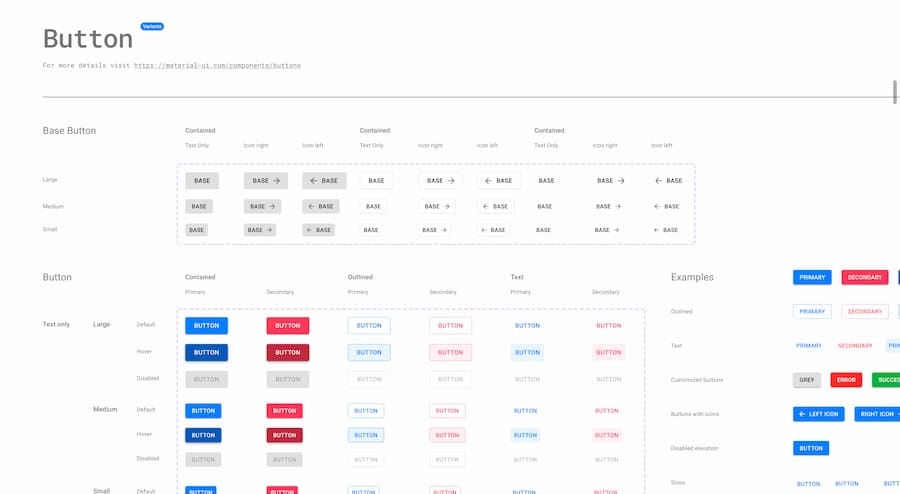 Button Variants
For more details visit https://material-ui.com/components/buttons
Base Button
Contained Contained Contained
Text Only Icon right Icon left Text Only Icon right Icon left Text Only Icon right Icon left
Large BASE BASE → ← BASE BASE BASE → ← BASE BASE BASE → ← BASE
Medium BASE BASE → ← BASE BASE BASE → ← BASE BASE BASE → ← BASE
Small BASE BASE → ← BASE BASE BASE → ← BASE BASE BASE → ← BASE
Button
Contained Outlined Text
Primary Secondary Primary Secondary Primary Secondary
Text only Large Default BUTTON BUTTON BUTTON BUTTON BUTTON BUTTON
Hover BUTTON BUTTON BUTTON BUTTON BUTTON BUTTON
Disabled BUTTON BUTTON BUTTON BUTTON BUTTON BUTTON
Medium Default BUTTON BUTTON BUTTON BUTTON BUTTON BUTTON
Hover BUTTON BUTTON BUTTON BUTTON BUTTON BUTTON
Disabled BUTTON BUTTON BUTTON BUTTON BUTTON BUTTON
Small Default BUTTON BUTTON BUTTON BUTTON BUTTON BUTTON
Examples PRIMARY SECONDARY
Outlined PRIMARY SECONDARY
Text PRIMARY SECONDARY PRI
Customized buttons GREY ERROR SUCCES
Buttons with icons ← LEFT ICON RIGHT ICON
Disabled elevation BUTTON
Sizes BUTTON BUTTON BUTT